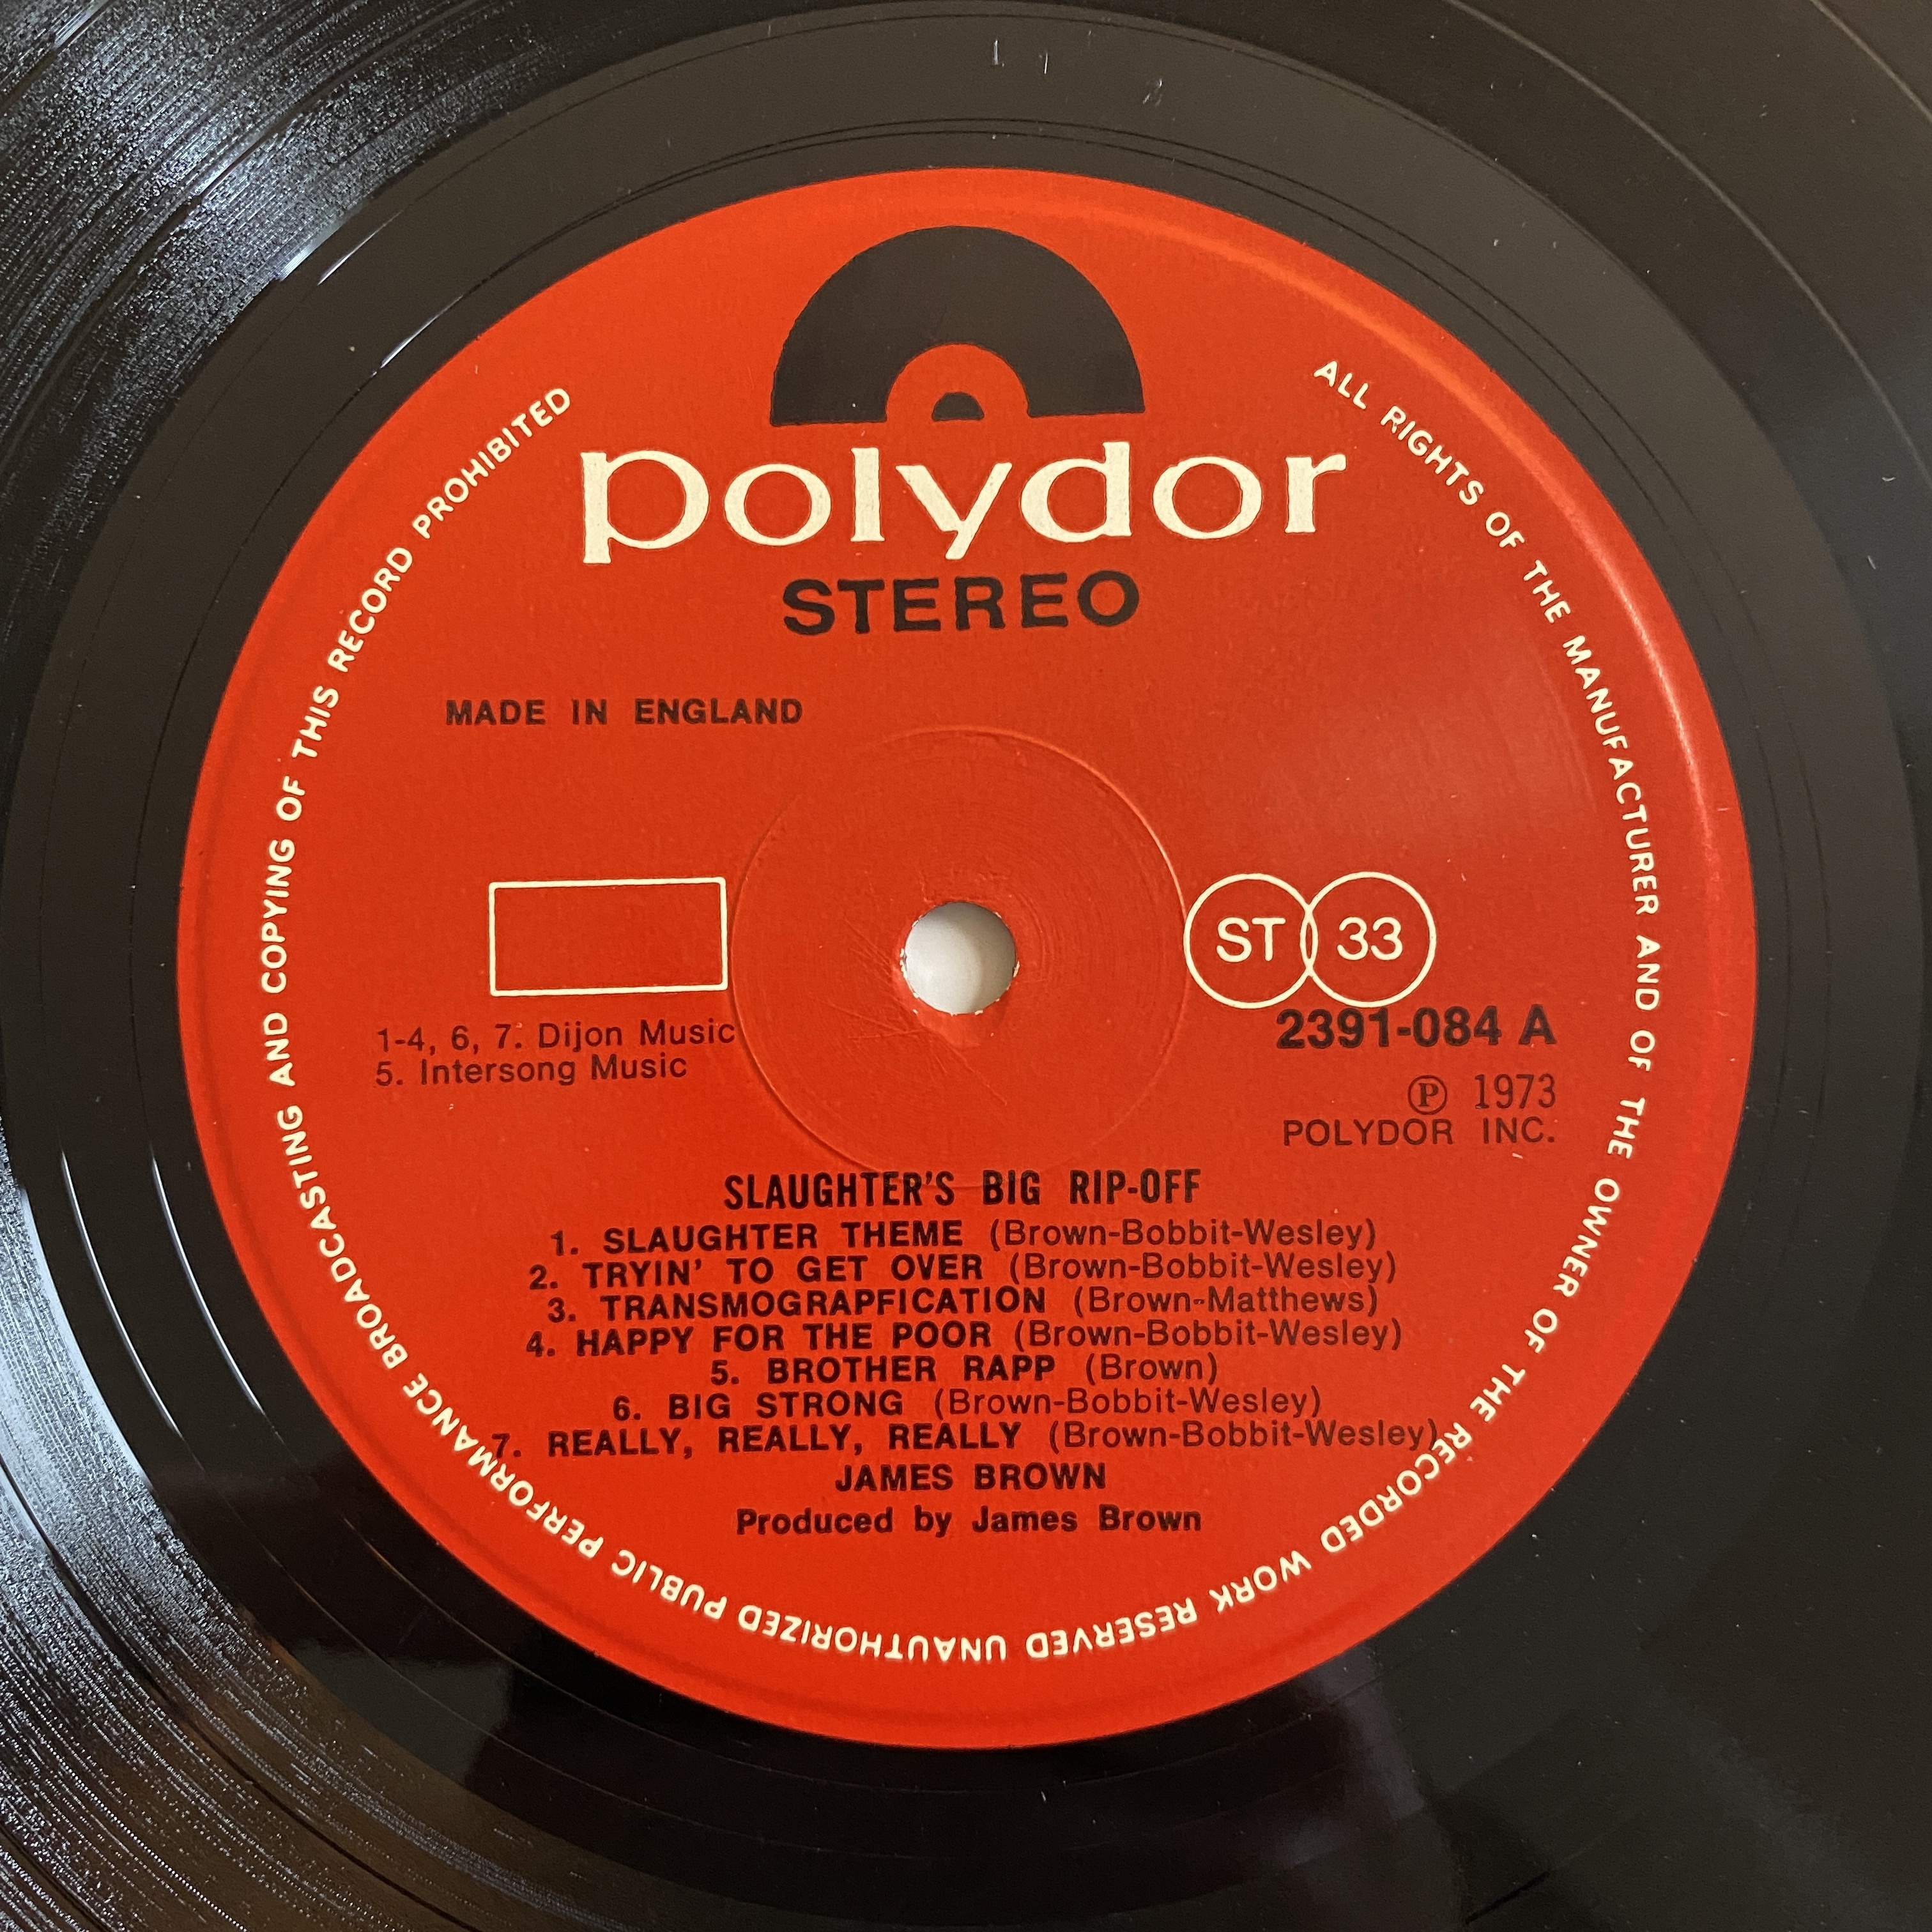 polydor
STEREO
MADE IN ENGLAND
ST 33
1-4, 6, 7. Dijon Music
5. Intersong Music
2391-084 A
Ⓟ 1973
POLYDOR INC.
SLAUGHTER'S BIG RIP-OFF
1. SLAUGHTER THEME (Brown-Bobbit-Wesley)
2. TRYIN' TO GET OVER (Brown-Bobbit-Wesley)
3. TRANSMOGRAPFICATION (Brown-Matthews)
4. HAPPY FOR THE POOR (Brown-Bobbit-Wesley)
5. BROTHER RAPP (Brown)
6. BIG STRONG (Brown-Bobbit-Wesley)
7. REALLY, REALLY, REALLY (Brown-Bobbit-Wesley)
JAMES BROWN
Produced by James Brown
ALL RIGHTS OF THE MANUFACTURER AND OF THE OWNER OF THE RECORDED WORK RESERVED UNAUTHORIZED PUBLIC PERFORMANCE BROADCASTING AND COPYING OF THIS RECORD PROHIBITED